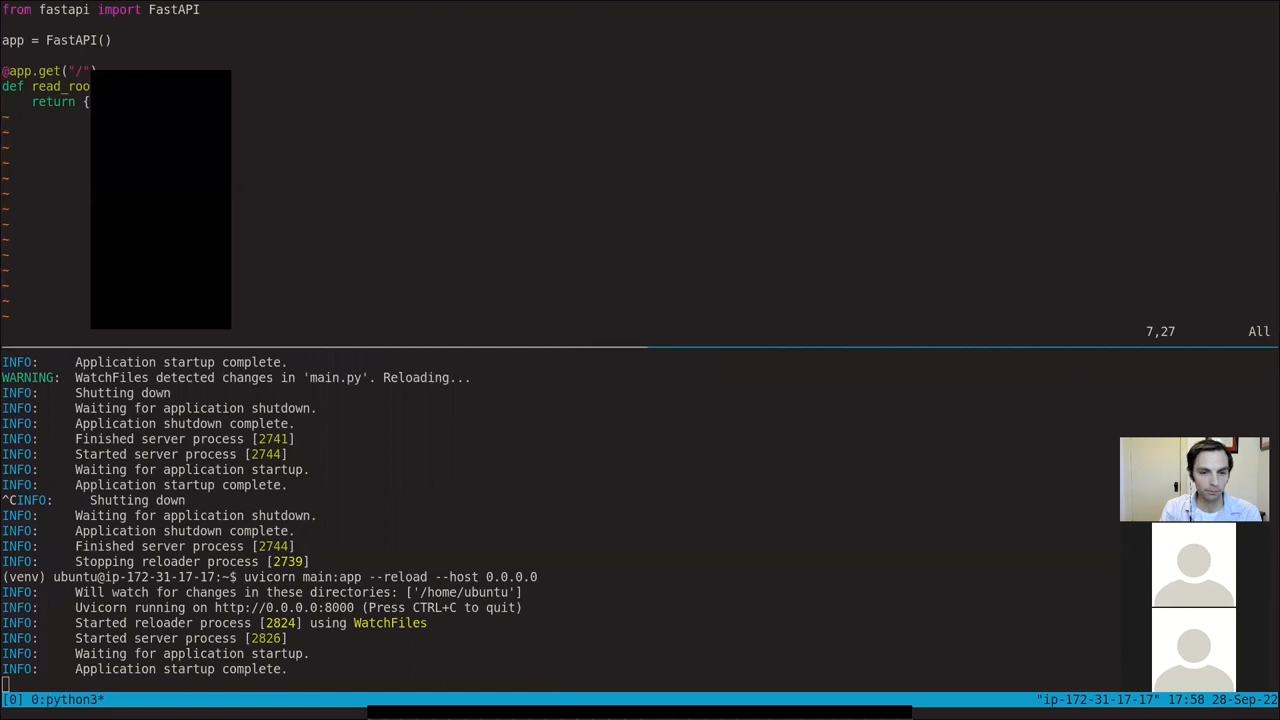 from fastapi import FastAPI
app = FastAPI()
@app.get("/")
def read_roo
    return {
~
~
~
~
~
~
~
~
~
~
~
~
~
~
7,27 All
INFO:     Application startup complete.
WARNING:  WatchFiles detected changes in 'main.py'. Reloading...
INFO:     Shutting down
INFO:     Waiting for application shutdown.
INFO:     Application shutdown complete.
INFO:     Finished server process [2741]
INFO:     Started server process [2744]
INFO:     Waiting for application startup.
INFO:     Application startup complete.
^CINFO:     Shutting down
INFO:     Waiting for application shutdown.
INFO:     Application shutdown complete.
INFO:     Finished server process [2744]
INFO:     Stopping reloader process [2739]
(venv) ubuntu@ip-172-31-17-17:~$ uvicorn main:app --reload --host 0.0.0.0
INFO:     Will watch for changes in these directories: ['/home/ubuntu']
INFO:     Uvicorn running on http://0.0.0.0:8000 (Press CTRL+C to quit)
INFO:     Started reloader process [2824] using WatchFiles
INFO:     Started server process [2826]
INFO:     Waiting for application startup.
INFO:     Application startup complete.
[0] 0:python3* "ip-172-31-17-17" 17:58 28-Sep-22